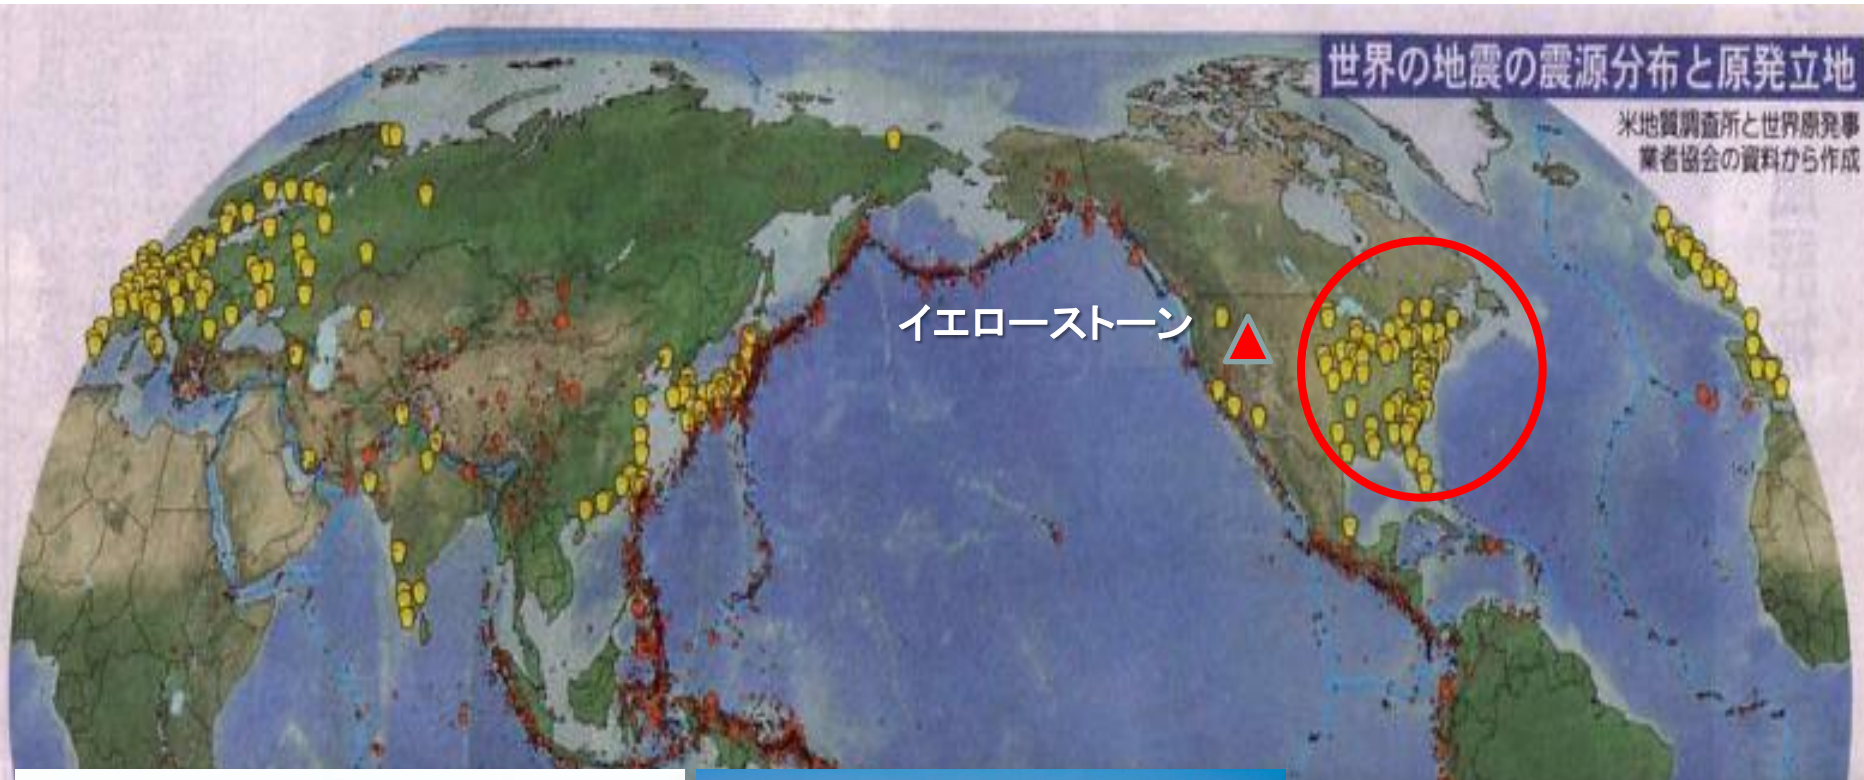 世界の地震の震源分布と原発立地
米地質調査所と世界原発事
業者協会の資料から作成
イエローストーン